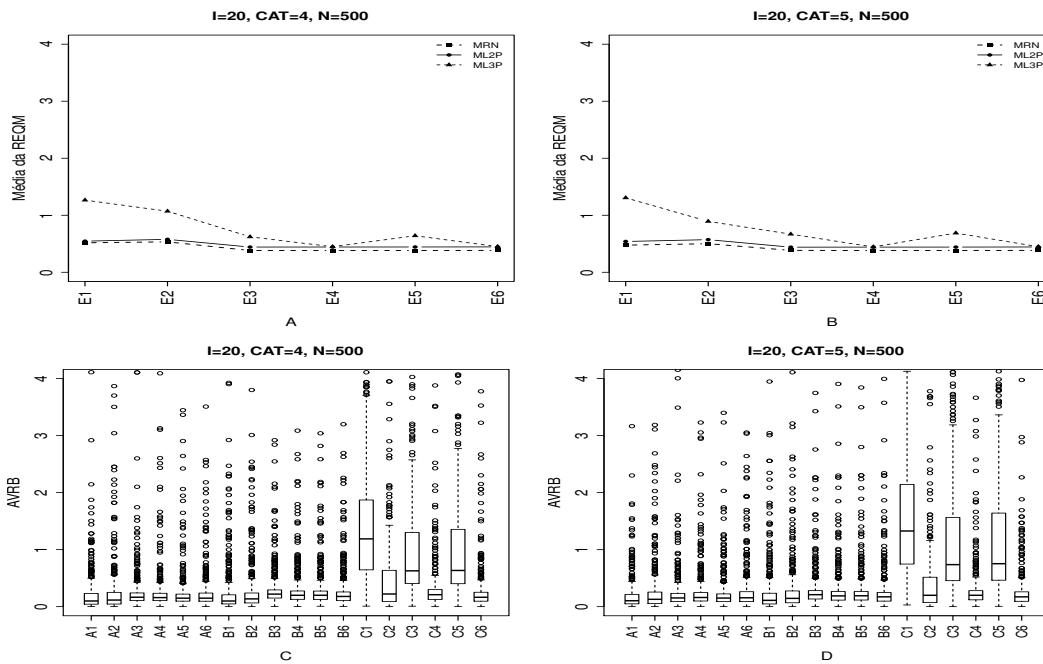 I=20, CAT=4, N=500
Média da REQM
4
3
2
1
0
MRN
ML2P
ML3P
E1 E2 E3 E4 E5 E6
A
I=20, CAT=5, N=500
Média da REQM
4
3
2
1
0
MRN
ML2P
ML3P
E1 E2 E3 E4 E5 E6
B
I=20, CAT=4, N=500
AVRB
4
3
2
1
0
A1 A2 A3 A4 A5 A6 B1 B2 B3 B4 B5 B6 C1 C2 C3 C4 C5 C6
C
I=20, CAT=5, N=500
AVRB
4
3
2
1
0
A1 A2 A3 A4 A5 A6 B1 B2 B3 B4 B5 B6 C1 C2 C3 C4 C5 C6
D